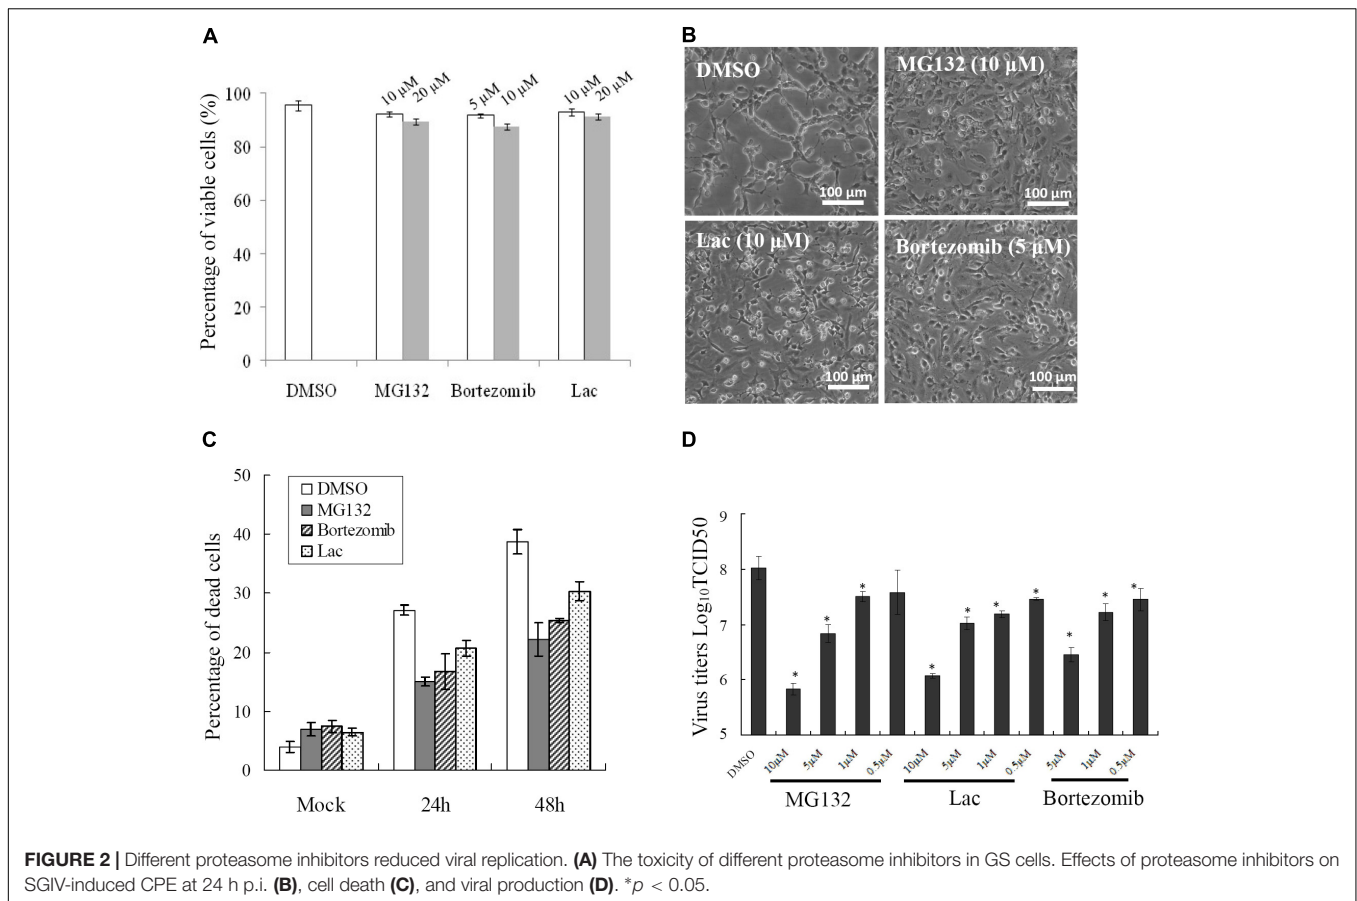 A
Percentage of viable cells (%)
100
80
60
40
20
0
10 µM
20 µM
5 µM
10 µM
10 µM
20 µM
DMSO
MG132
Bortezomib
Lac
B
DMSO
100 µm
MG132 (10 µM)
100 µm
Lac (10 µM)
100 µm
Bortezomib (5 µM)
100 µm
C
Percentage of dead cells
50
40
30
20
10
0
DMSO
MG132
Bortezomib
Lac
Mock
24h
48h
D
Virus titers Log₁₀TCID50
9
8
7
6
5
* * * * * * * * * *
DMSO
10µM
5µM
1µM
0.5µM
10µM
5µM
1µM
0.5µM
5µM
1µM
0.5µM
MG132
Lac
Bortezomib
FIGURE 2 | Different proteasome inhibitors reduced viral replication. (A) The toxicity of different proteasome inhibitors in GS cells. Effects of proteasome inhibitors on
SGIV-induced CPE at 24 h p.i. (B), cell death (C), and viral production (D). *p < 0.05.